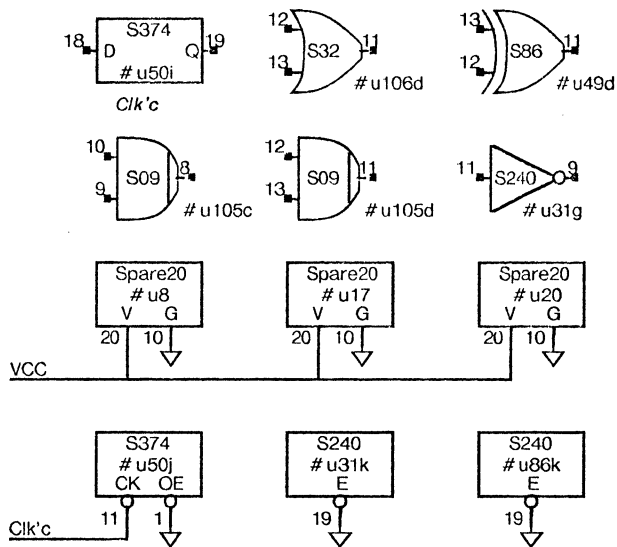 S374
18 D Q 19
# u50i
Clk'c
12
S32 11
13
# u106d
13
S86 11
12
# u49d
10
S09 8
9
# u105c
12
S09 11
13
# u105d
11 S240 9
# u31g
Spare20
# u8
V G
20 10
Spare20
# u17
V G
20 10
Spare20
# u20
V G
20 10
VCC
S374
# u50j
CK OE
11 1
Clk'c
S240
# u31k
E
19
S240
# u86k
E
19